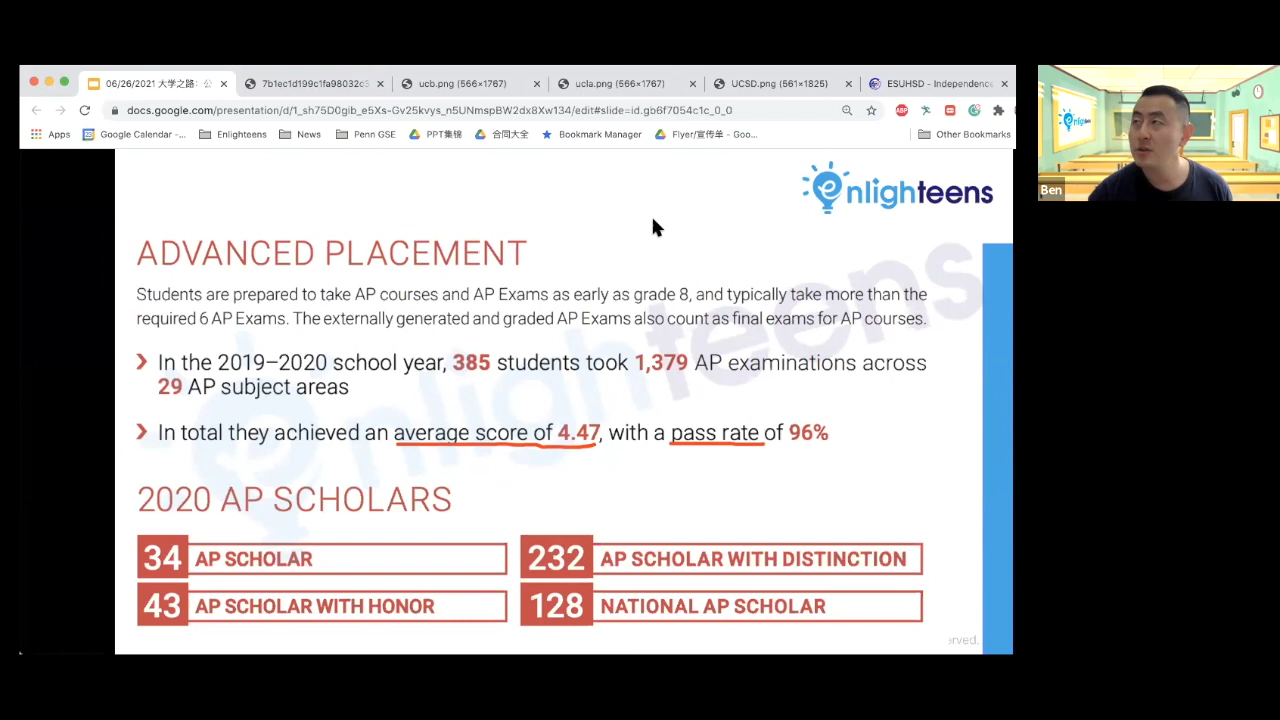 06/26/2021 大学之路：公
7b1ec1d199c1fa98032c3
ucb.png (566×1767)
ucla.png (566×1767)
UCSD.png (561×1825)
ESUHSD - Independence
docs.google.com/presentation/d/1_sh75D0gib_e5Xs-Gv25kvys_n5UNmspBW2dx8Xw134/edit#slide=id.gb6f7054c1c_0_0
Apps
Google Calendar -...
Enlighteens
News
Penn GSE
PPT集锦
合同大全
Bookmark Manager
Flyer/宣传单 - Goo...
Other Bookmarks
enlighteens
Ben
ADVANCED PLACEMENT
Students are prepared to take AP courses and AP Exams as early as grade 8, and typically take more than the
required 6 AP Exams. The externally generated and graded AP Exams also count as final exams for AP courses.
In the 2019–2020 school year, 385 students took 1,379 AP examinations across
29 AP subject areas
In total they achieved an average score of 4.47, with a pass rate of 96%
2020 AP SCHOLARS
34 AP SCHOLAR
232 AP SCHOLAR WITH DISTINCTION
43 AP SCHOLAR WITH HONOR
128 NATIONAL AP SCHOLAR